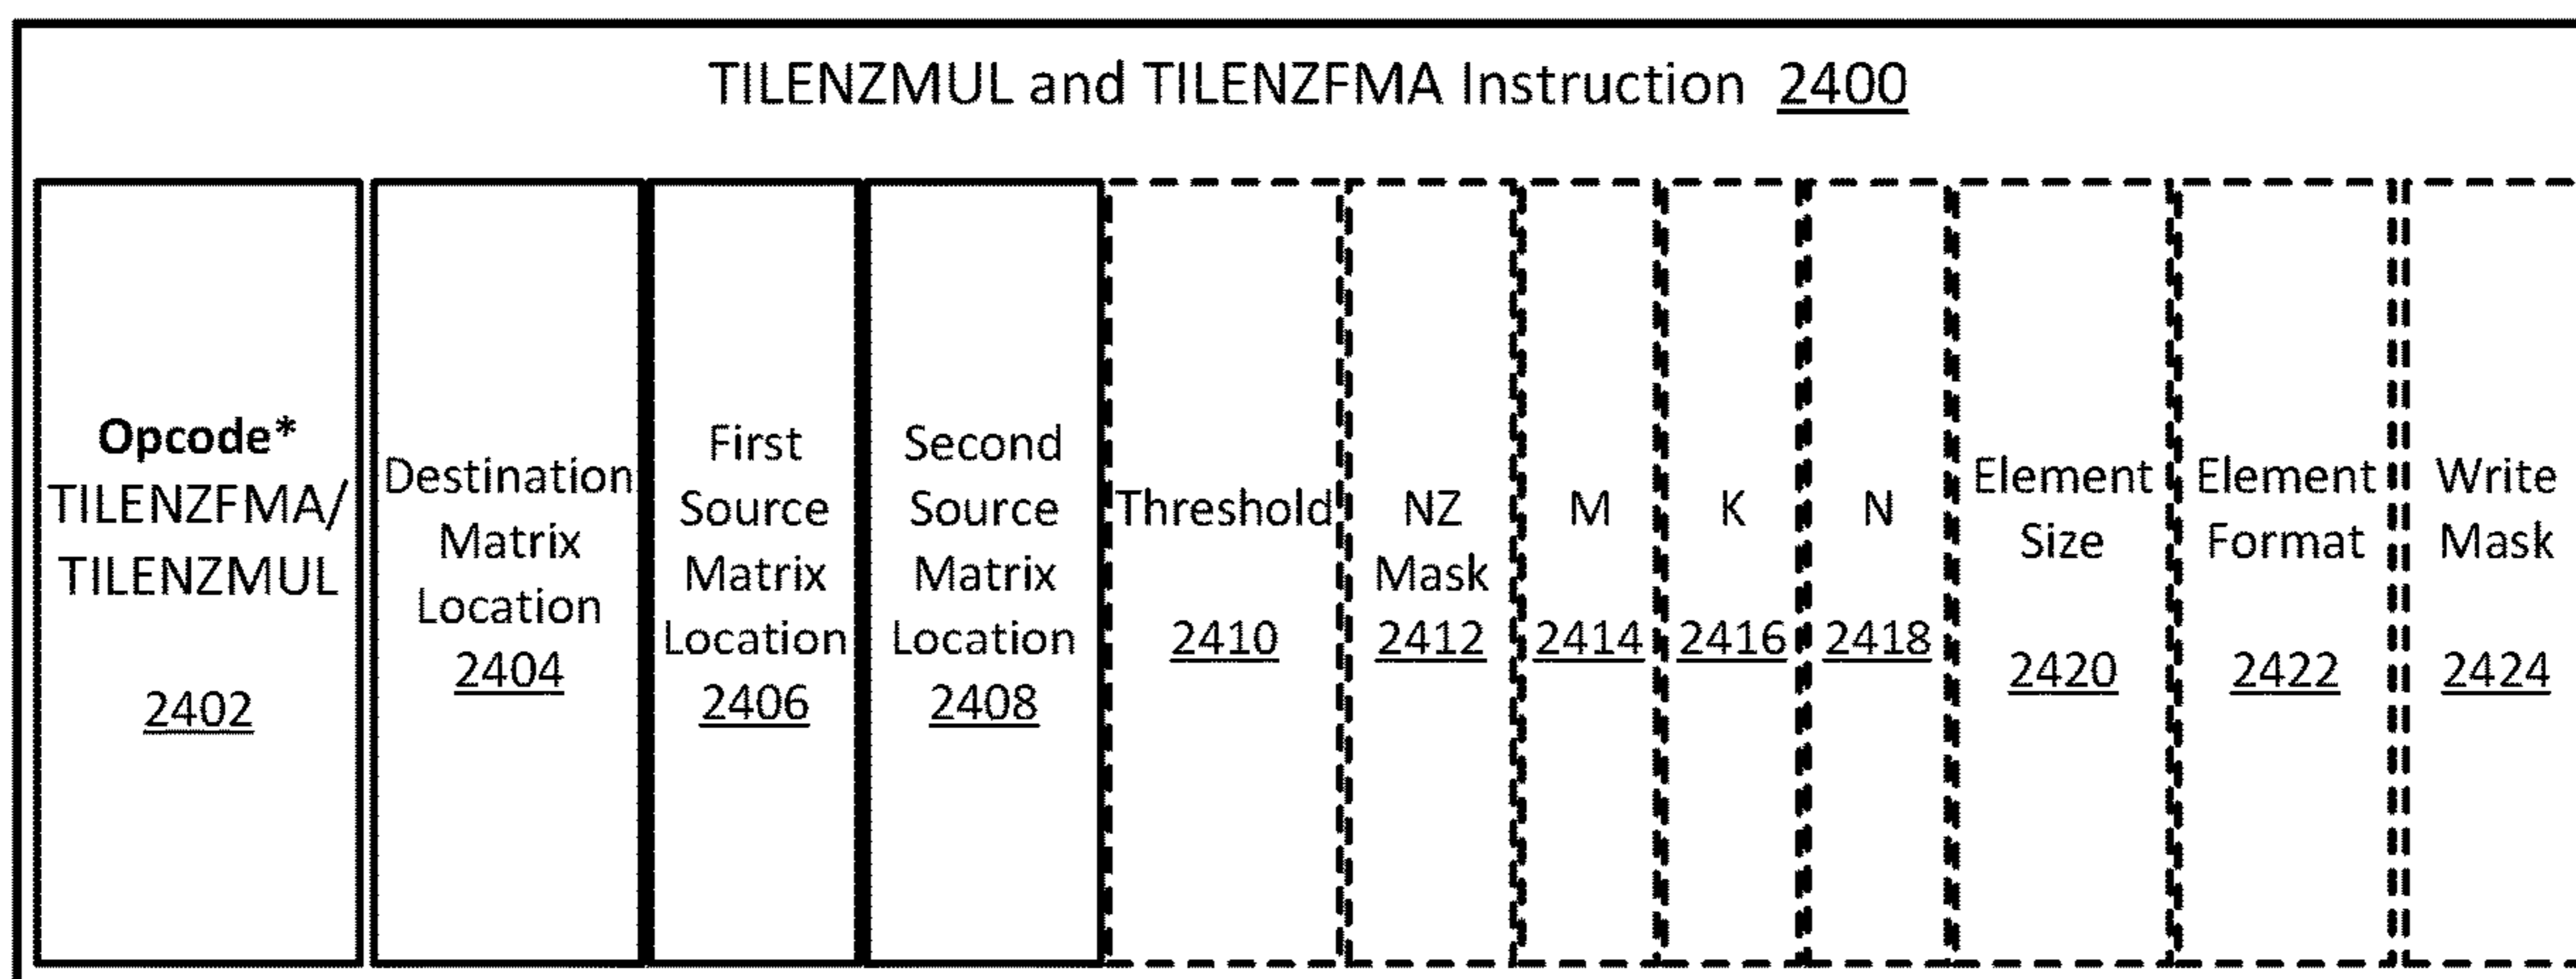 TILENZMUL and TILENZFMA Instruction 2400
Opcode*
TILENZFMA/
TILENZMUL
2402
Destination
Matrix
Location
2404
First
Source
Matrix
Location
2406
Second
Source
Matrix
Location
2408
Threshold
2410
NZ
Mask
2412
M
2414
K
2416
N
2418
Element
Size
2420
Element
Format
2422
Write
Mask
2424